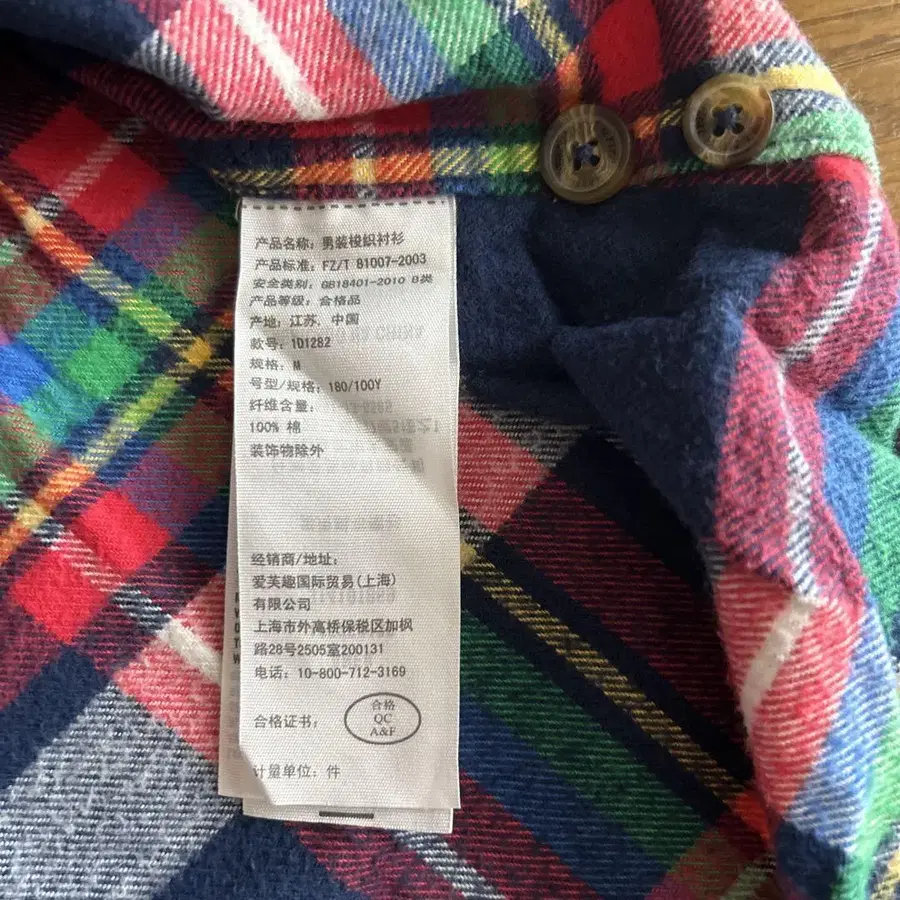 产品名称: 男装梭织衬衫
产品标准: FZ/T 81007-2003
安全类别: GB18401-2010 B类
产品等级: 合格品
产地: 江苏, 中国
款号: 1D1282
规格: M
号型/规格: 180/100Y
纤维含量:
100% 棉
装饰物除外
经销商/地址:
爱芙趣国际贸易(上海)
有限公司
上海市外高桥保税区加枫
路28号2505室200131
电话: 10-800-712-3169
合格证书:
合格
QC
A&F
计量单位: 件